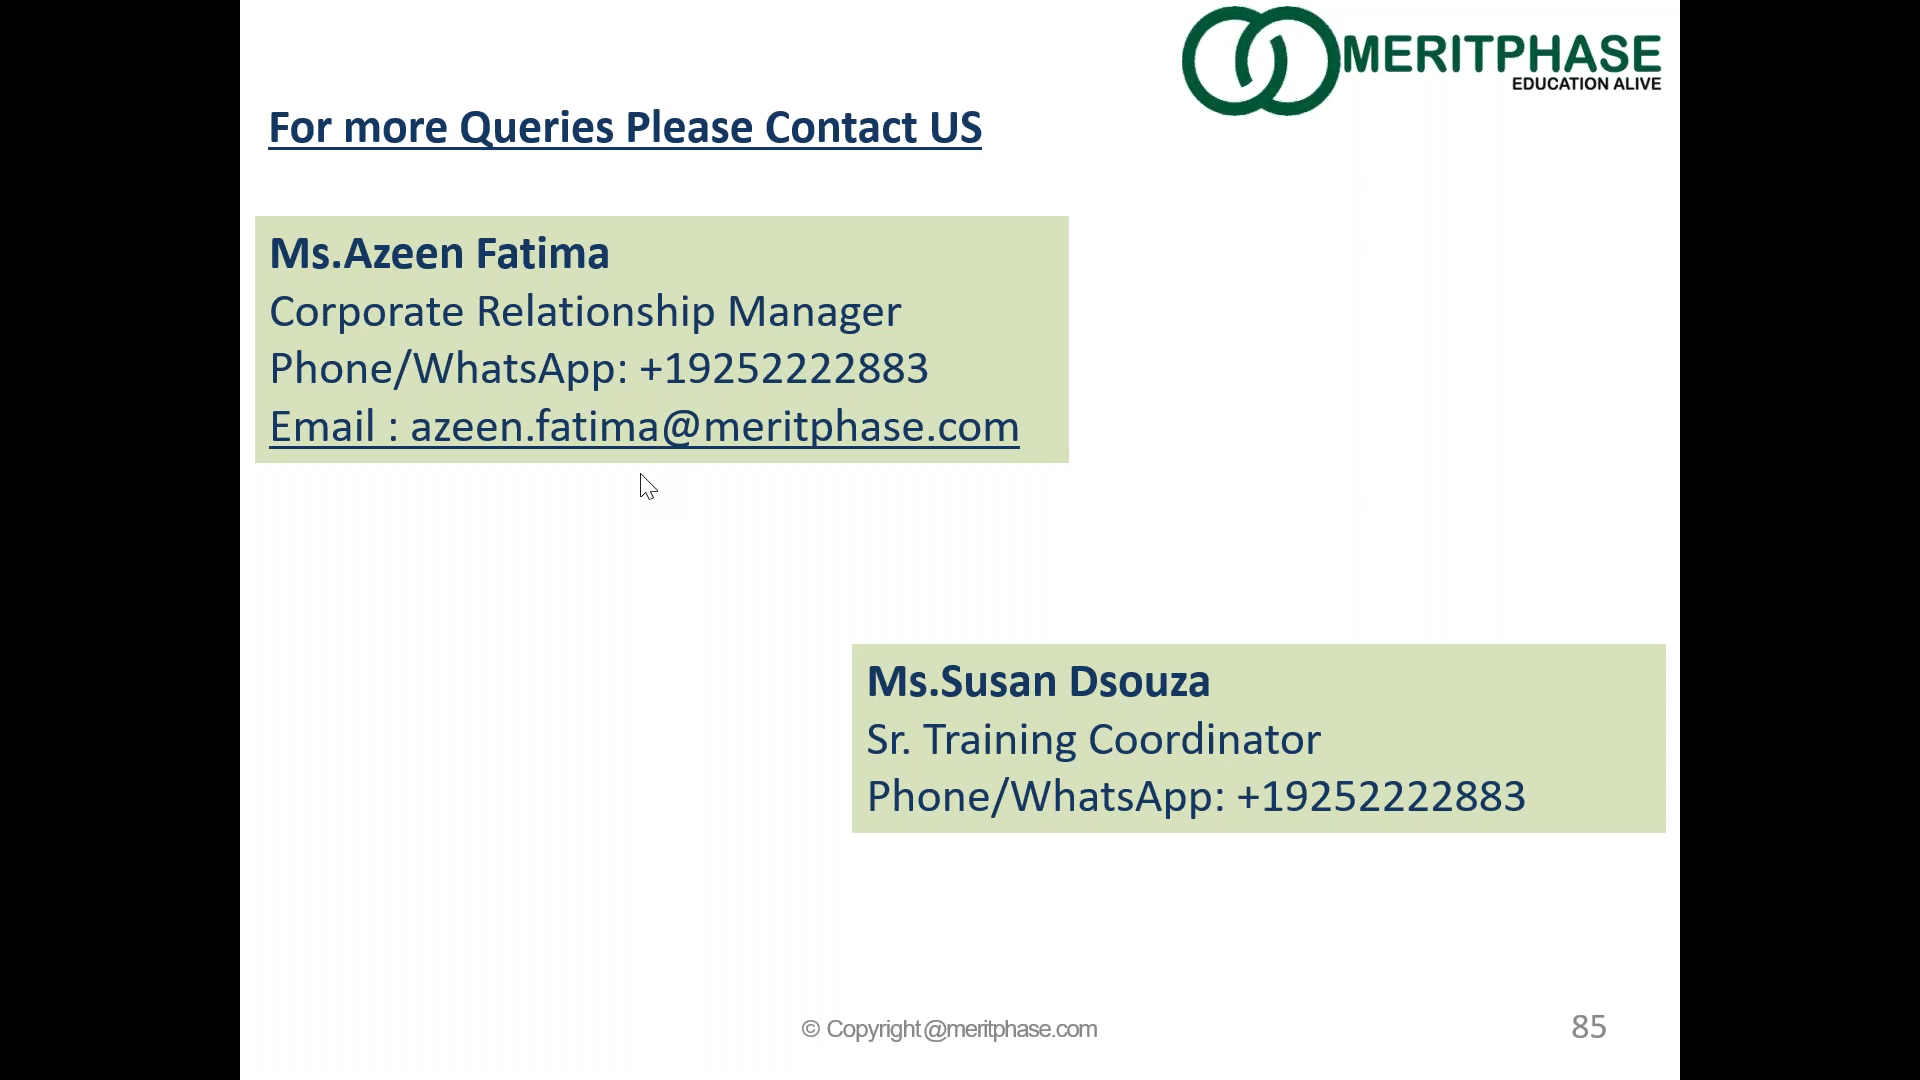 MERITPHASE
EDUCATION ALIVE
For more Queries Please Contact US
Ms.Azeen Fatima
Corporate Relationship Manager
Phone/WhatsApp: +19252222883
Email : azeen.fatima@meritphase.com
Ms.Susan Dsouza
Sr. Training Coordinator
Phone/WhatsApp: +19252222883
© Copyright @meritphase.com
85